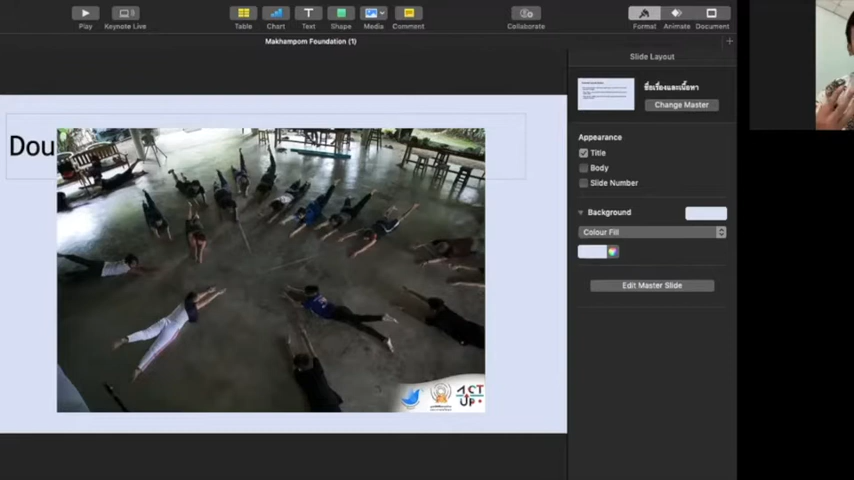 Play
Keynote Live
Table
Chart
Text
Shape
Media
Comment
Collaborate
Format
Animate
Document
Makhampom Foundation (1)
Slide Layout
ชื่อเรื่องและเนื้อหา
Change Master
Appearance
Title
Body
Slide Number
Background
Colour Fill
Edit Master Slide
Dou
ACT
UP